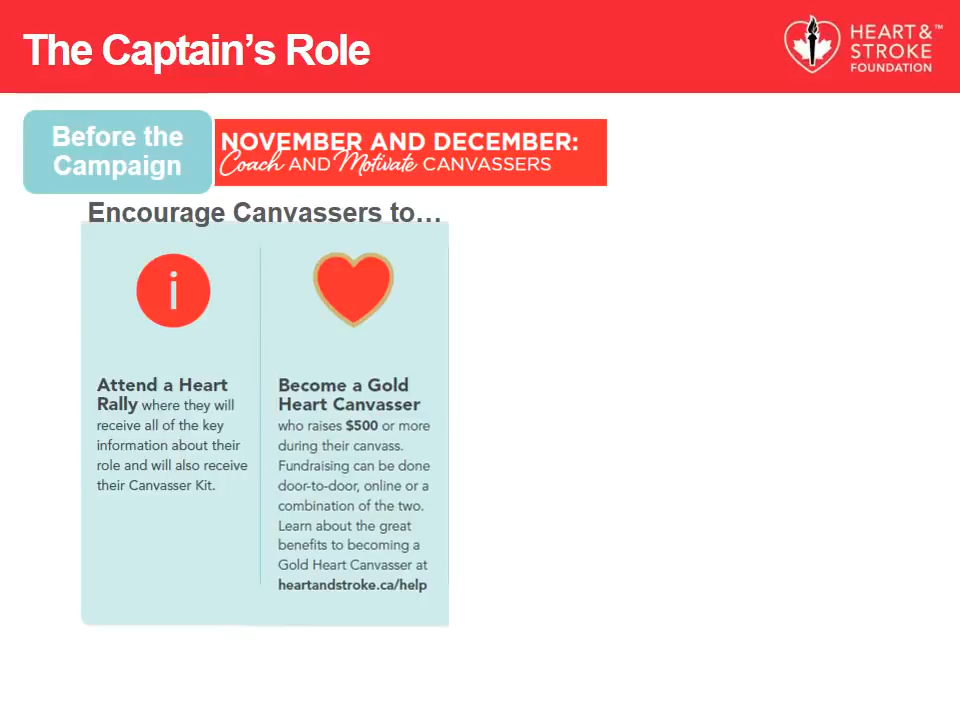 The Captain's Role
HEART &™
STROKE
FOUNDATION
Before the
Campaign
NOVEMBER AND DECEMBER:
Coach AND Motivate CANVASSERS
Encourage Canvassers to…
i
Attend a Heart
Rally where they will
receive all of the key
information about their
role and will also receive
their Canvasser Kit.
Become a Gold
Heart Canvasser
who raises $500 or more
during their canvass.
Fundraising can be done
door-to-door, online or a
combination of the two.
Learn about the great
benefits to becoming a
Gold Heart Canvasser at
heartandstroke.ca/help